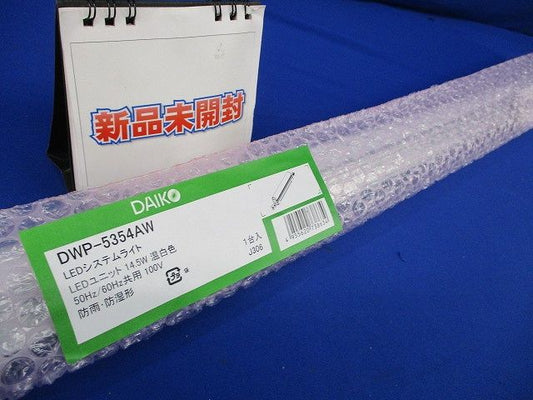 新品未開封
DAIKO
DWP-5354AW
LEDシステムライト
LEDユニット 14.5W 温白色
50Hz/60Hz共用 100V
防雨・防湿形
1台入
J306